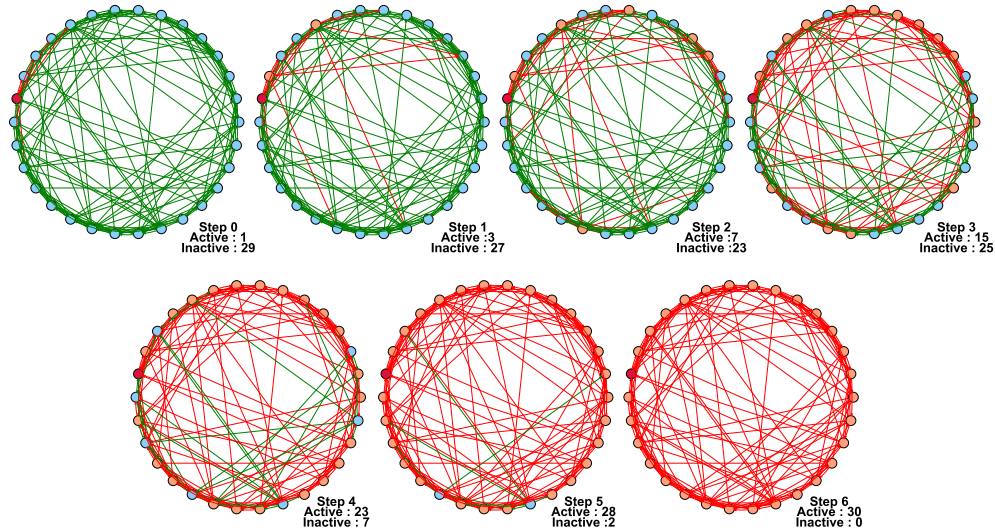 Step 0
Active : 1
Inactive : 29
Step 1
Active :3
Inactive : 27
Step 2
Active :7
Inactive :23
Step 3
Active : 15
Inactive : 25
Step 4
Active : 23
Inactive : 7
Step 5
Active : 28
Inactive :2
Step 6
Active : 30
Inactive : 0